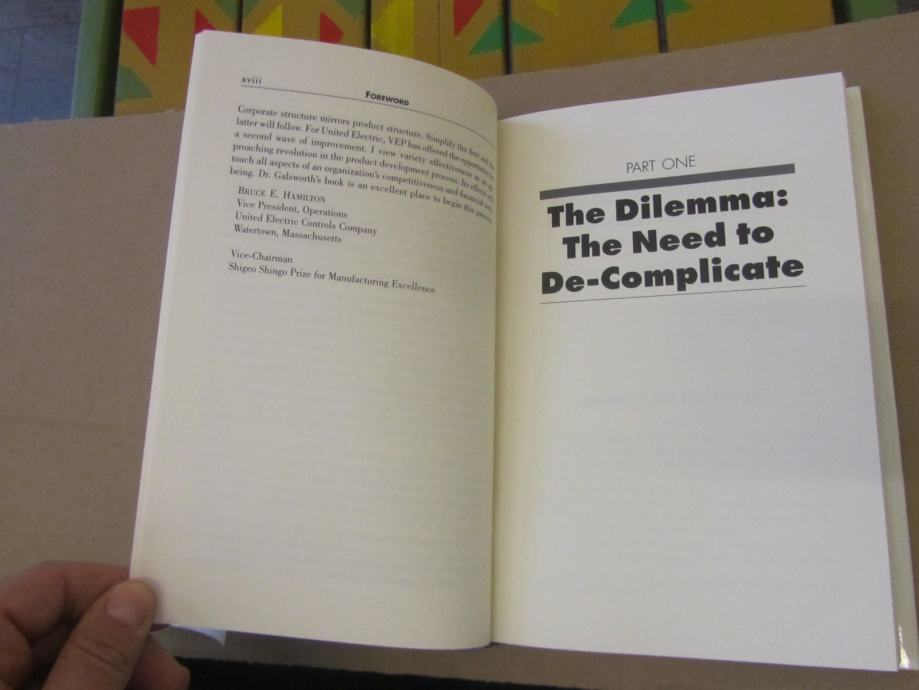 xviii
FOREWORD
Corporate structure mirrors product structure. Simplify the first and the
latter will follow. For United Electric, VEP has offered the opportunity for
a second wave of improvement. I view variety effectiveness as an ap-
proaching revolution in the product development process. Its effects will
touch all aspects of an organization's competitiveness and financial well-
being. Dr. Galsworth's book is an excellent place to begin this process.
BRUCE E. HAMILTON
Vice President, Operations
United Electric Controls Company
Watertown, Massachusetts
Vice-Chairman
Shigeo Shingo Prize for Manufacturing Excellence
PART ONE
The Dilemma:
The Need to
De-Complicate